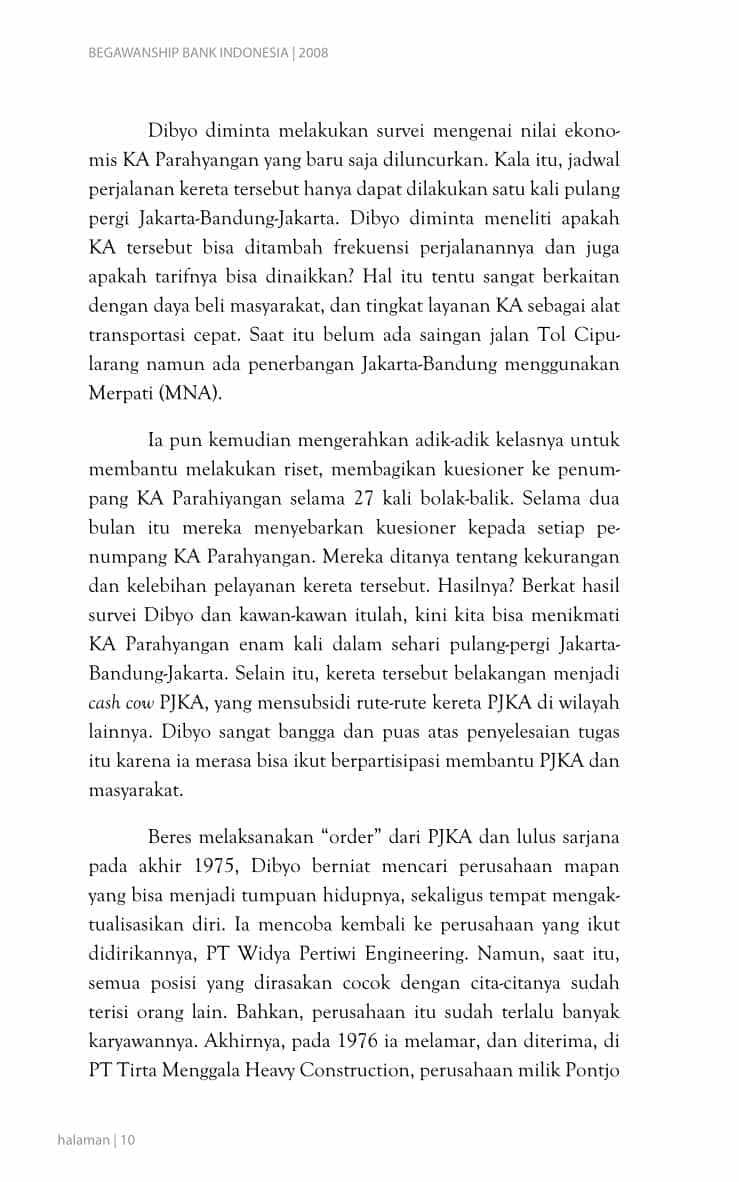 BEGAWANSHIP BANK INDONESIA | 2008
Dibyo diminta melakukan survei mengenai nilai ekono-
mis KA Parahyangan yang baru saja diluncurkan. Kala itu, jadwal
perjalanan kereta tersebut hanya dapat dilakukan satu kali pulang
pergi Jakarta-Bandung-Jakarta. Dibyo diminta meneliti apakah
KA tersebut bisa ditambah frekuensi perjalanannya dan juga
apakah tarifnya bisa dinaikkan? Hal itu tentu sangat berkaitan
dengan daya beli masyarakat, dan tingkat layanan KA sebagai alat
transportasi cepat. Saat itu belum ada saingan jalan Tol Cipu-
larang namun ada penerbangan Jakarta-Bandung menggunakan
Merpati (MNA).
Ia pun kemudian mengerahkan adik-adik kelasnya untuk
membantu melakukan riset, membagikan kuesioner ke penum-
pang KA Parahiyangan selama 27 kali bolak-balik. Selama dua
bulan itu mereka menyebarkan kuesioner kepada setiap pe-
numpang KA Parahyangan. Mereka ditanya tentang kekurangan
dan kelebihan pelayanan kereta tersebut. Hasilnya? Berkat hasil
survei Dibyo dan kawan-kawan itulah, kini kita bisa menikmati
KA Parahyangan enam kali dalam sehari pulang-pergi Jakarta-
Bandung-Jakarta. Selain itu, kereta tersebut belakangan menjadi
cash cow PJKA, yang mensubsidi rute-rute kereta PJKA di wilayah
lainnya. Dibyo sangat bangga dan puas atas penyelesaian tugas
itu karena ia merasa bisa ikut berpartisipasi membantu PJKA dan
masyarakat.
Beres melaksanakan “order” dari PJKA dan lulus sarjana
pada akhir 1975, Dibyo berniat mencari perusahaan mapan
yang bisa menjadi tumpuan hidupnya, sekaligus tempat mengak-
tualisasikan diri. Ia mencoba kembali ke perusahaan yang ikut
didirikannya, PT Widya Pertiwi Engineering. Namun, saat itu,
semua posisi yang dirasakan cocok dengan cita-citanya sudah
terisi orang lain. Bahkan, perusahaan itu sudah terlalu banyak
karyawannya. Akhirnya, pada 1976 ia melamar, dan diterima, di
PT Tirta Menggala Heavy Construction, perusahaan milik Pontjo
halaman | 10